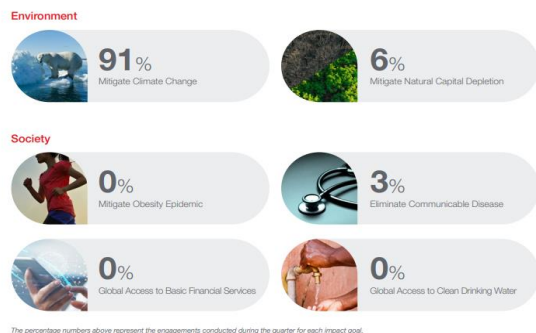 Environment
91%
Mitigate Climate Change
6%
Mitigate Natural Capital Depletion
Society
0%
Mitigate Obesity Epidemic
3%
Eliminate Communicable Disease
0%
Global Access to Basic Financial Services
0%
Global Access to Clean Drinking Water
The percentage numbers above represent the engagements conducted during the quarter for each impact goal.